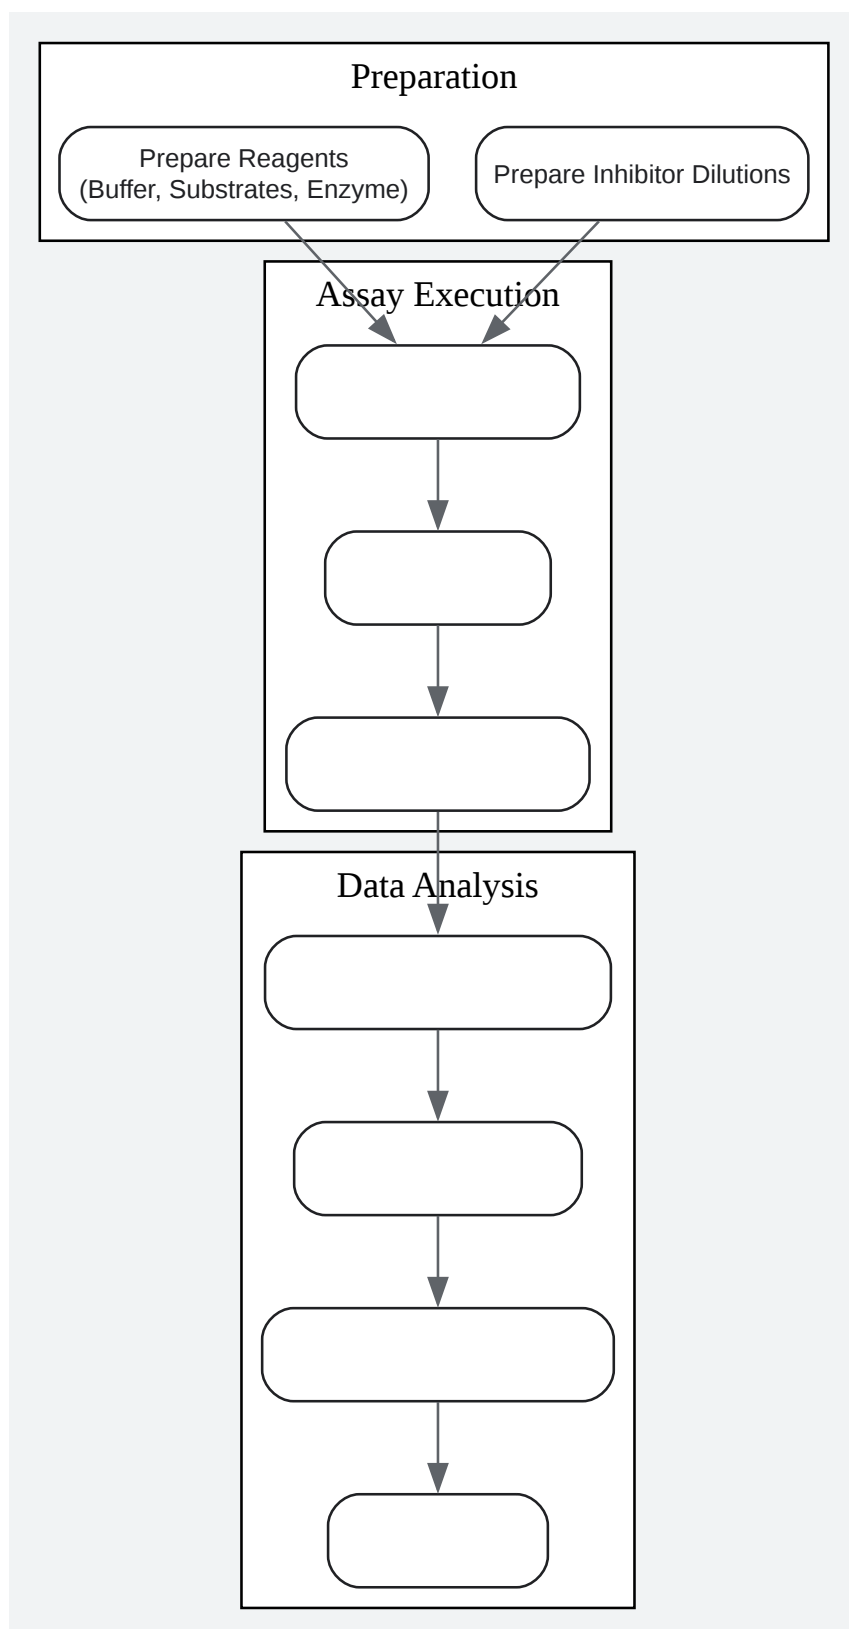 Preparation
Prepare Reagents
(Buffer, Substrates, Enzyme)
Prepare Inhibitor Dilutions
Assay Execution
Data Analysis